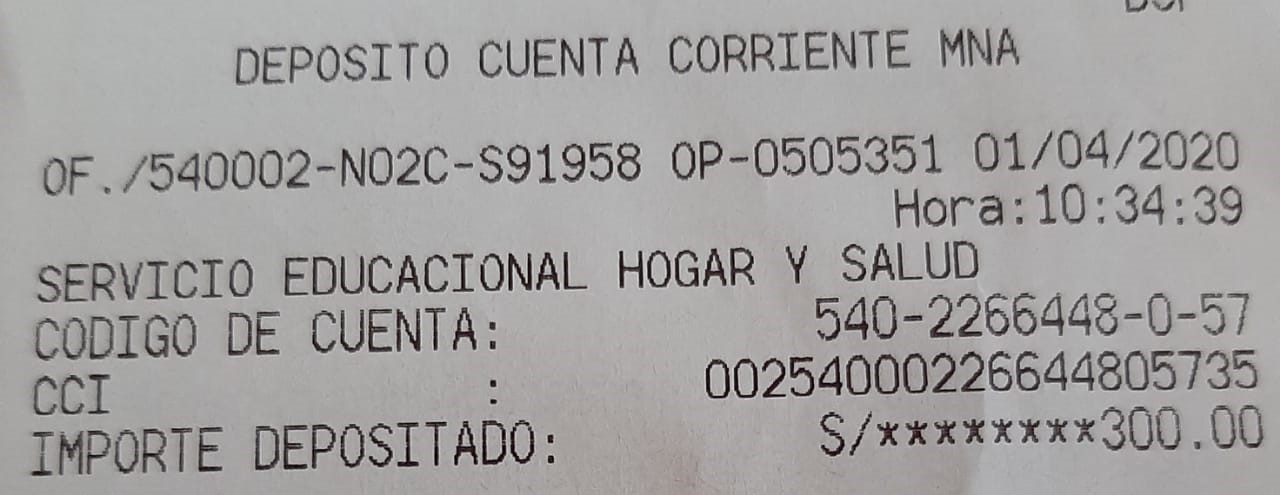 DEPOSITO CUENTA CORRIENTE MNA
OF./540002-N02C-S91958 OP-0505351 01/04/2020
Hora:10:34:39
SERVICIO EDUCACIONAL HOGAR Y SALUD
CODIGO DE CUENTA: 540-2266448-0-57
CCI : 00254000226644805735
IMPORTE DEPOSITADO: S/********300.00